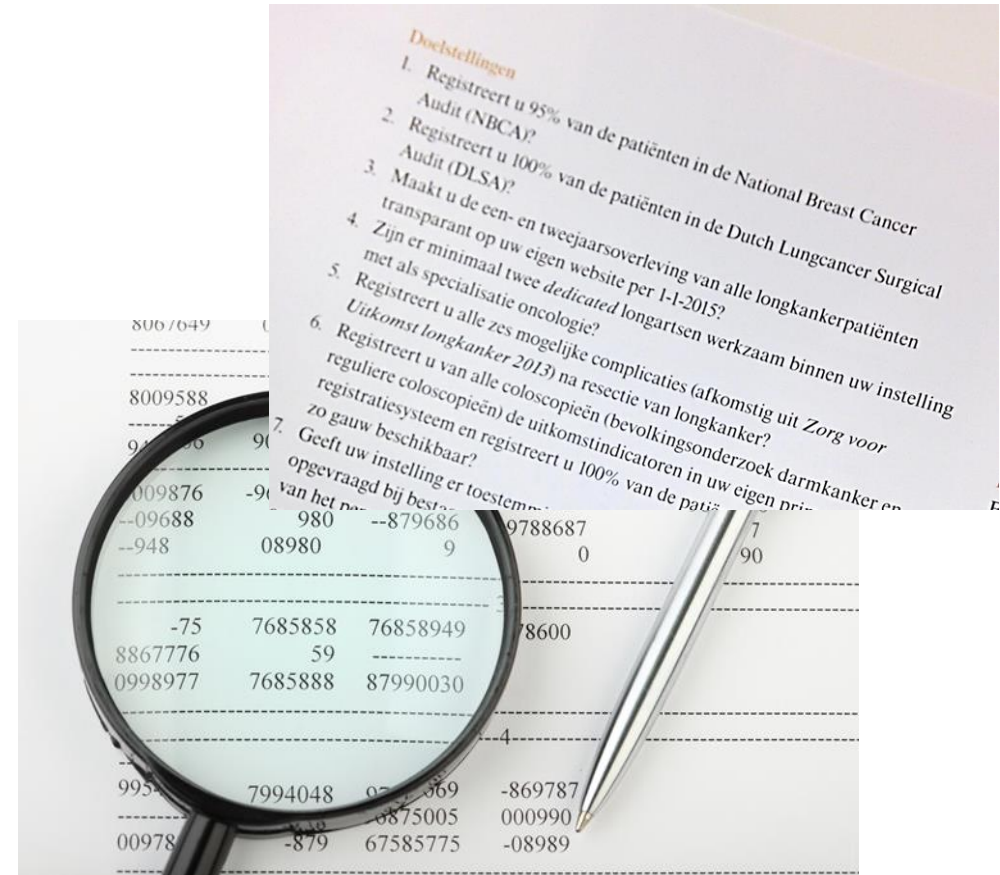 Doelstellingen
1. Registreert u 95% van de patiënten in de National Breast Cancer
Audit (NBCA)?
2. Registreert u 100% van de patiënten in de Dutch Lungcancer Surgical
Audit (DLSA)?
3. Maakt u de een- en tweejaarsoverleving van alle longkankerpatiënten
transparant op uw eigen website per 1-1-2015?
4. Zijn er minimaal twee dedicated longartsen werkzaam binnen uw instelling
met als specialisatie oncologie?
5. Registreert u alle zes mogelijke complicaties (afkomstig uit Zorg voor
Uitkomst longkanker 2013) na resectie van longkanker?
6. Registreert u van alle coloscopieën (bevolkingsonderzoek darmkanker en
reguliere coloscopieën) de uitkomstindicatoren in uw eigen
registratiesysteem en registreert u 100% van de
zo gauw beschikbaar?
7. Geeft uw instelling er
opgevraagd bij
van het
8067649
8009588
009876
--09688 980 --879686 9788687 7
--948 08980 9 0 90
-75 7685858 76858949 78600
8867776 59 ----------
0998977 7685888 87990030
--4--
7994048 -869787
6875005 000990
00978 -879 67585775 -08989